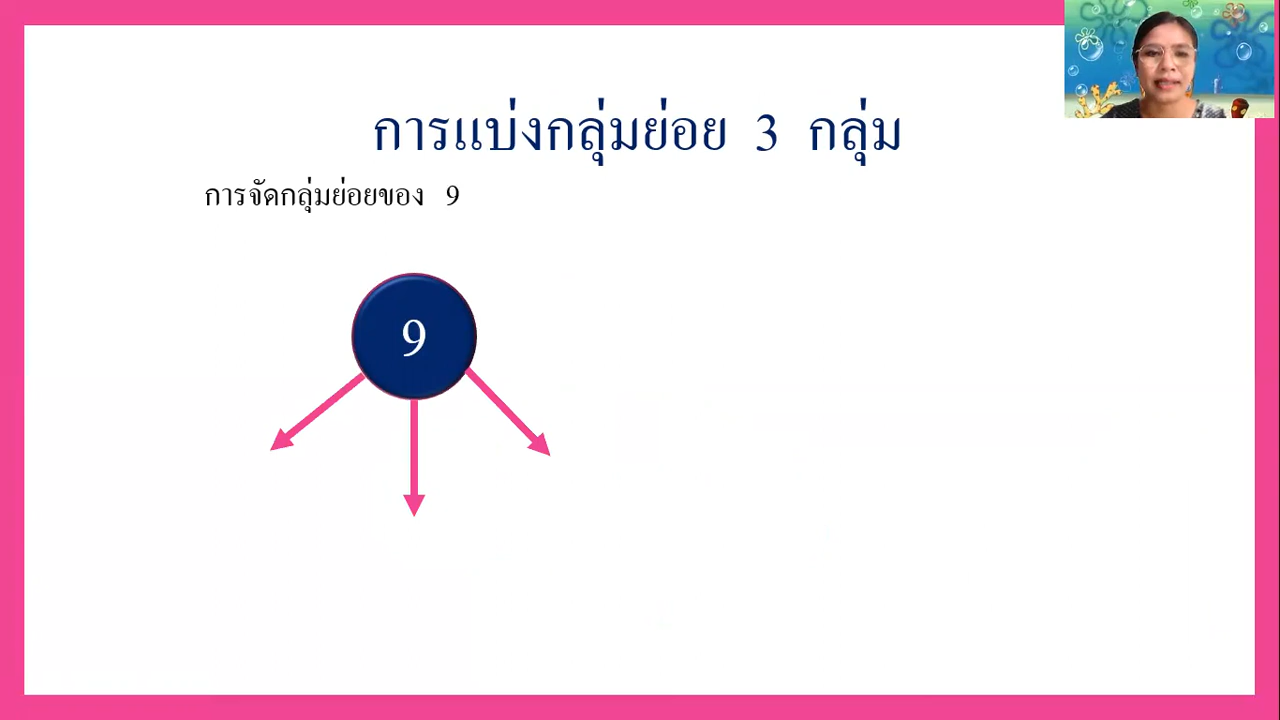 การแบ่งกลุ่มย่อย 3 กลุ่ม
การจัดกลุ่มย่อยของ 9
9